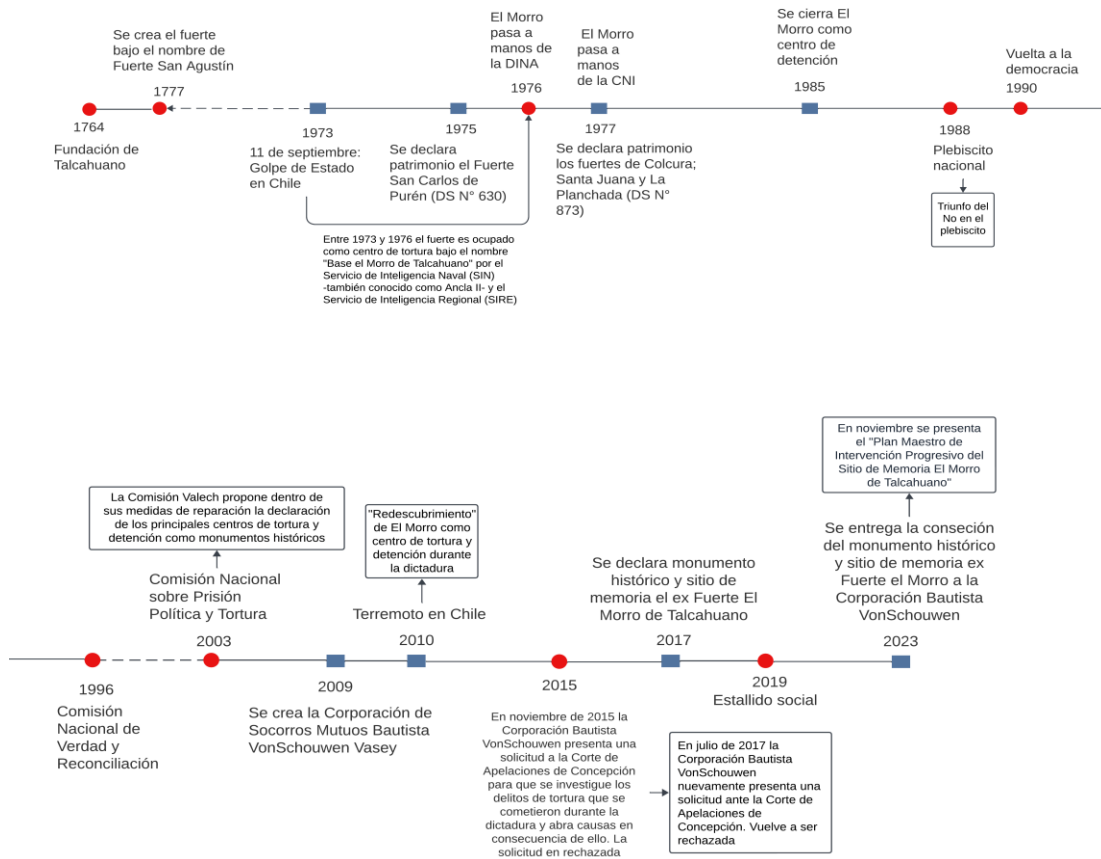 Se crea el fuerte
bajo el nombre de
Fuerte San Agustín
1777
1764
Fundación de
Talcahuano
1973
11 de septiembre:
Golpe de Estado
en Chile
Entre 1973 y 1976 el fuerte es ocupado
como centro de tortura bajo el nombre
"Base el Morro de Talcahuano" por el
Servicio de Inteligencia Naval (SIN)
-también conocido como Ancla II- y el
Servicio de Inteligencia Regional (SIRE)
1975
Se declara
patrimonio el Fuerte
San Carlos de
Purén (DS N° 630)
El Morro
pasa a
manos de
la DINA
1976
El Morro
pasa a
manos
de la CNI
1977
Se declara patrimonio
los fuertes de Colcura;
Santa Juana y La
Planchada (DS N°
873)
Se cierra El
Morro como
centro de
detención
1985
1988
Plebiscito
nacional
Triunfo del
No en el
plebiscito
Vuelta a la
democracia
1990
1996
Comisión
Nacional de
Verdad y
Reconciliación
La Comisión Valech propone dentro de
sus medidas de reparación la declaración
de los principales centros de tortura y
detención como monumentos históricos
Comisión Nacional
sobre Prisión
Política y Tortura
2003
2009
Se crea la Corporación de
Socorros Mutuos Bautista
VonSchouwen Vasey
"Redescubrimiento"
de El Morro como
centro de tortura y
detención durante
la dictadura
Terremoto en Chile
2010
2015
En noviembre de 2015 la
Corporación Bautista
VonSchouwen presenta una
solicitud a la Corte de
Apelaciones de Concepción
para que se investigue los
delitos de tortura que se
cometieron durante la
dictadura y abra causas en
consecuencia de ello. La
solicitud en rechazada
En julio de 2017 la
Corporación Bautista
VonSchouwen
nuevamente presenta una
solicitud ante la Corte de
Apelaciones de
Concepción. Vuelve a ser
rechazada
Se declara monumento
histórico y sitio de
memoria el ex Fuerte El
Morro de Talcahuano
2017
2019
Estallido social
En noviembre se presenta
el "Plan Maestro de
Intervención Progresivo del
Sitio de Memoria El Morro
de Talcahuano"
Se entrega la conseción
del monumento histórico
y sitio de memoria ex
Fuerte el Morro a la
Corporación Bautista
VonSchouwen
2023